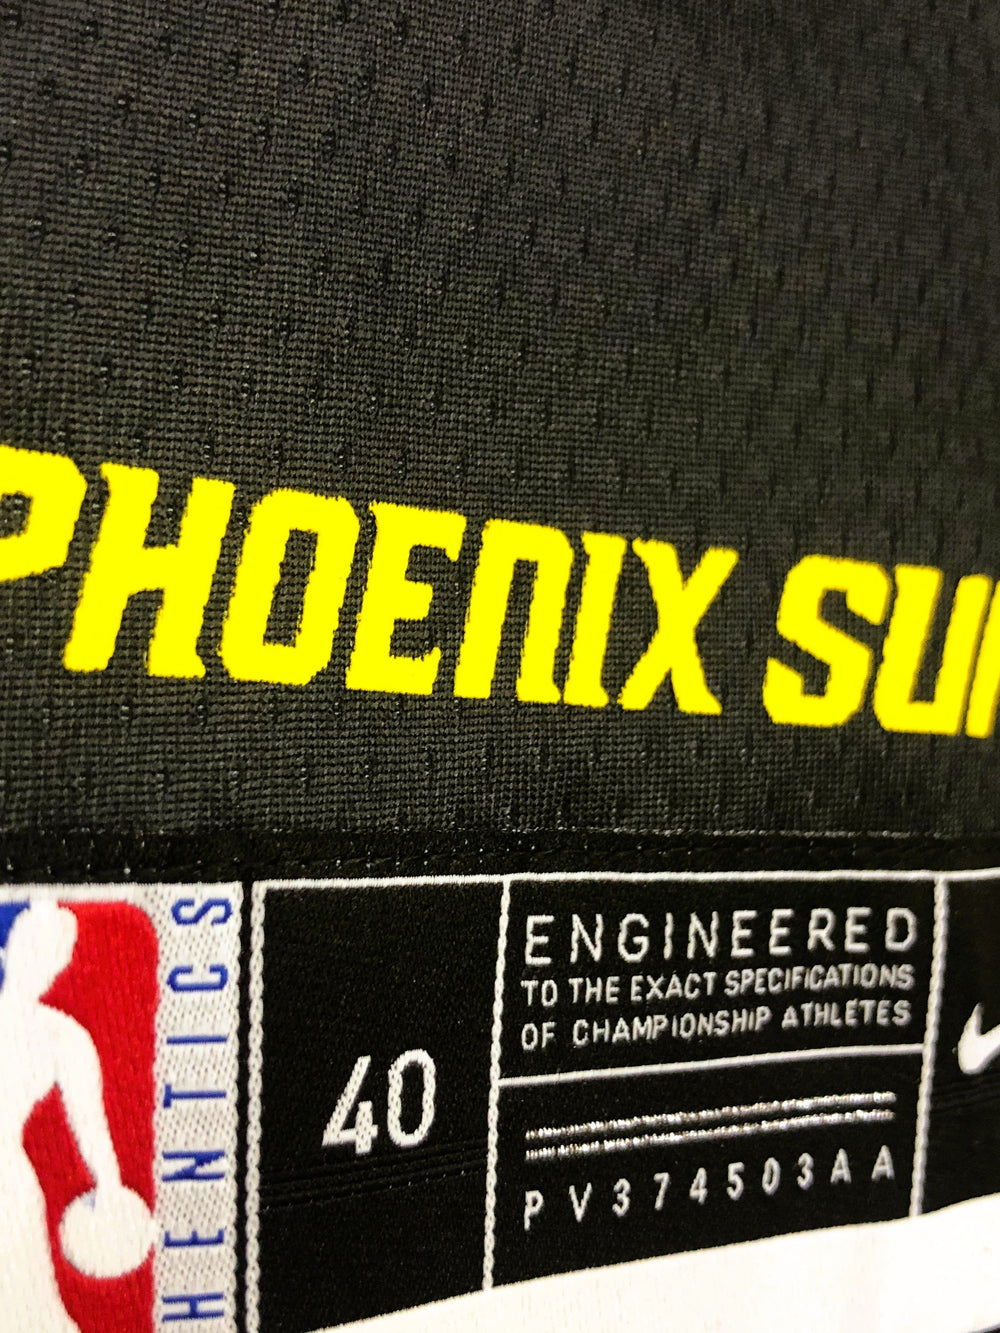 PHOENIX SU
HENTICS
40
ENGINEERED
TO THE EXACT SPECIFICATIONS
OF CHAMPIONSHIP ATHLETES
PV374503AA